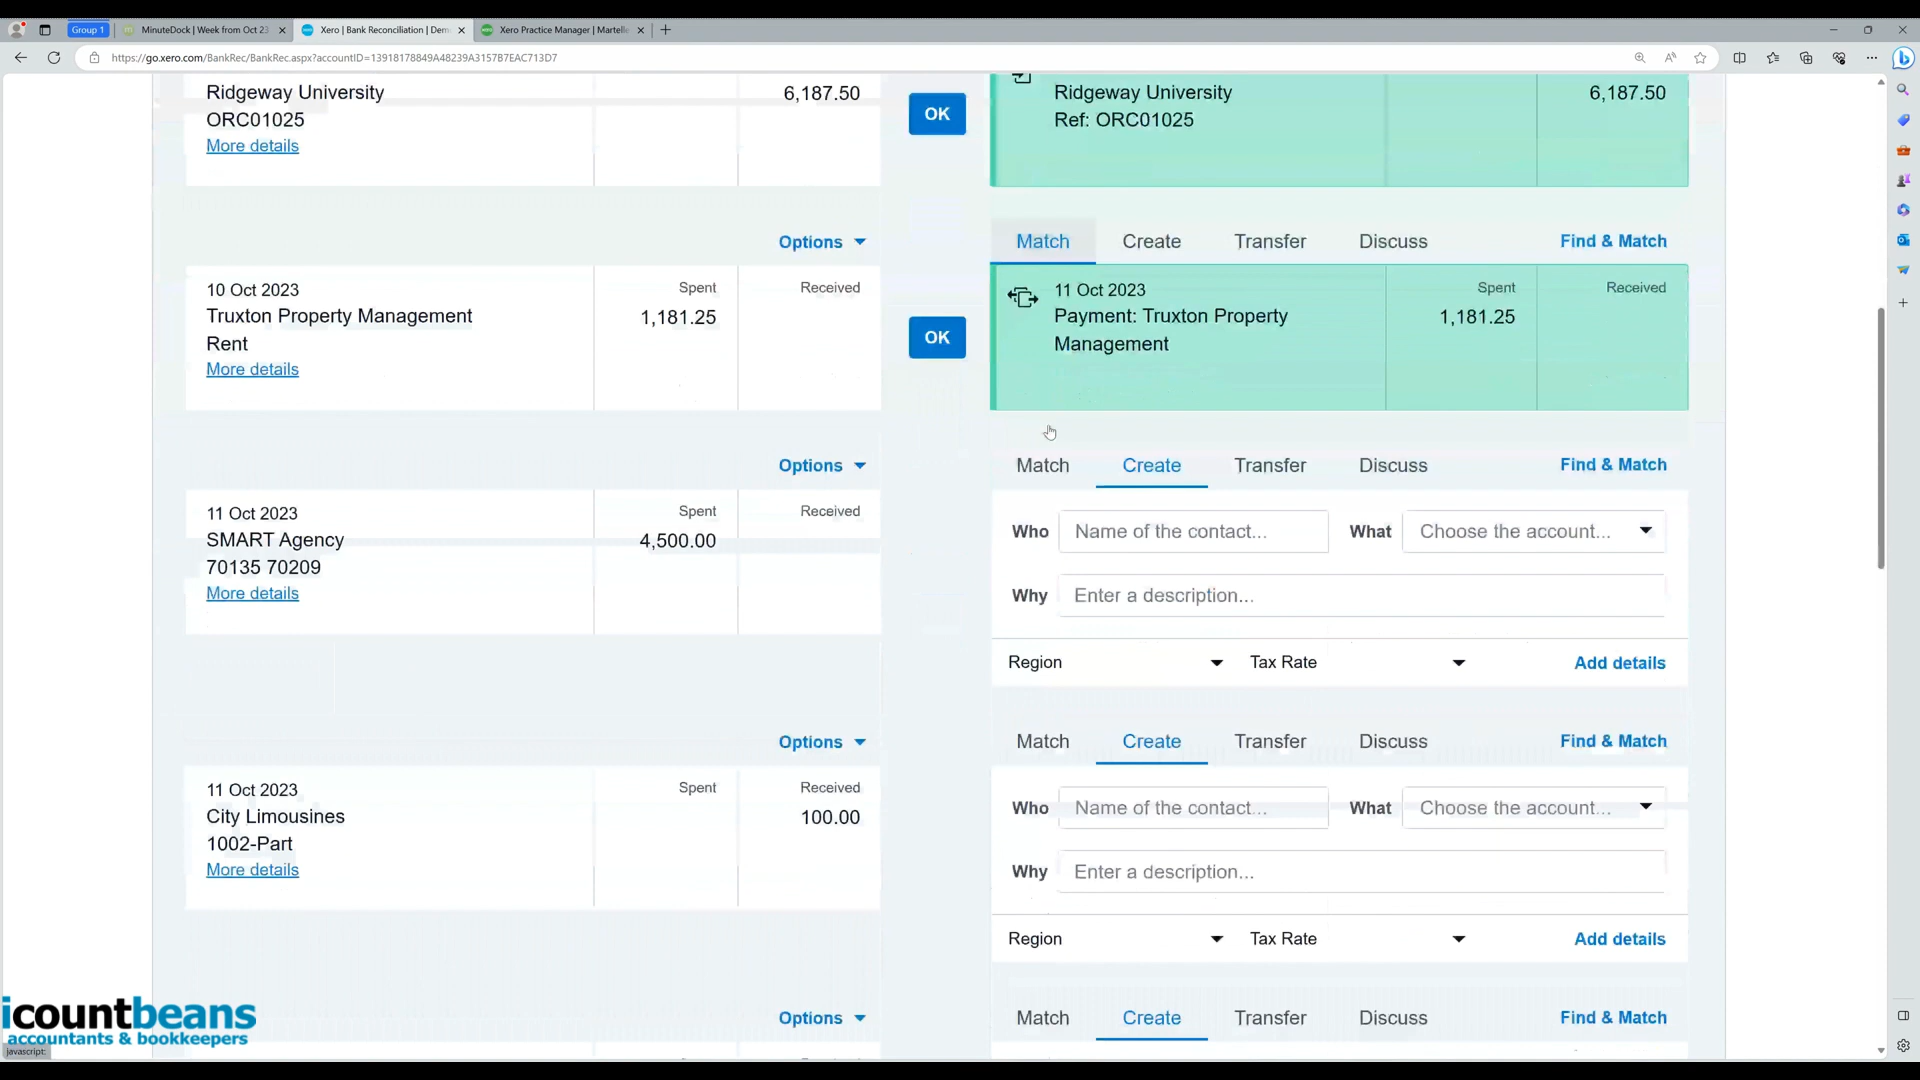 Group 1
MinuteDock | Week from Oct 23
Xero | Bank Reconciliation | Dem
Xero Practice Manager | Martelle
https://go.xero.com/BankRec/BankRec.aspx?accountID=13918178849A48239A3157B7EAC713D7
Ridgeway University
6,187.50
ORC01025
More details
OK
Ridgeway University
6,187.50
Ref: ORC01025
Options
Match Create Transfer Discuss Find & Match
10 Oct 2023
Spent Received
Truxton Property Management
1,181.25
Rent
More details
OK
11 Oct 2023
Spent Received
Payment: Truxton Property
1,181.25
Management
Options
Match Create Transfer Discuss Find & Match
11 Oct 2023
Spent Received
SMART Agency
4,500.00
70135 70209
More details
Who Name of the contact... What Choose the account...
Why Enter a description...
Region Tax Rate Add details
Options
Match Create Transfer Discuss Find & Match
11 Oct 2023
Spent Received
City Limousines
100.00
1002-Part
More details
Who Name of the contact... What Choose the account...
Why Enter a description...
Region Tax Rate Add details
Options
Match Create Transfer Discuss Find & Match
icountbeans
accountants & bookkeepers
javascript: